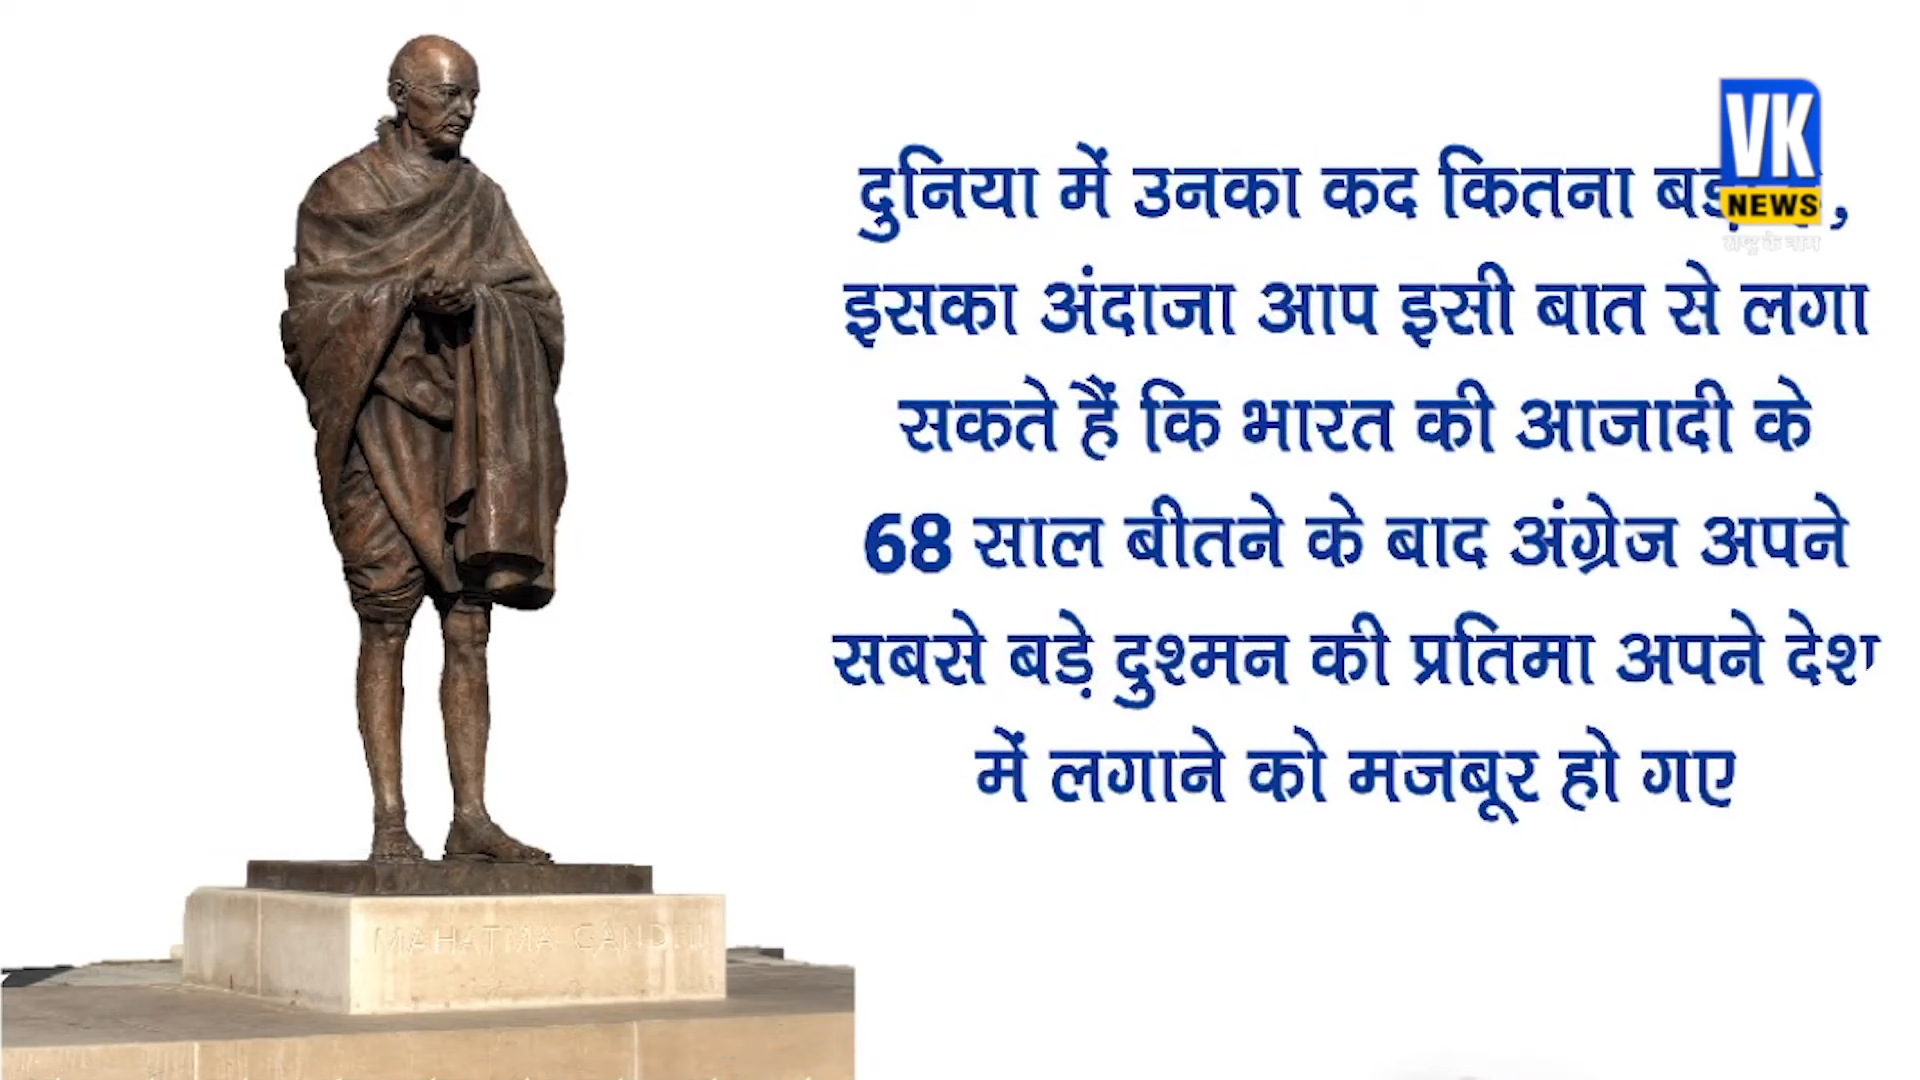 VK
NEWS
राष्ट्र के नाम
दुनिया में उनका कद कितना
इसका अंदाजा आप इसी बात से लगा
सकते हैं कि भारत की आजादी के
68 साल बीतने के बाद अंग्रेज अपने
सबसे बड़े दुश्मन की प्रतिमा अपने देश
में लगाने को मजबूर हो गए
MAHATMA GANDHI